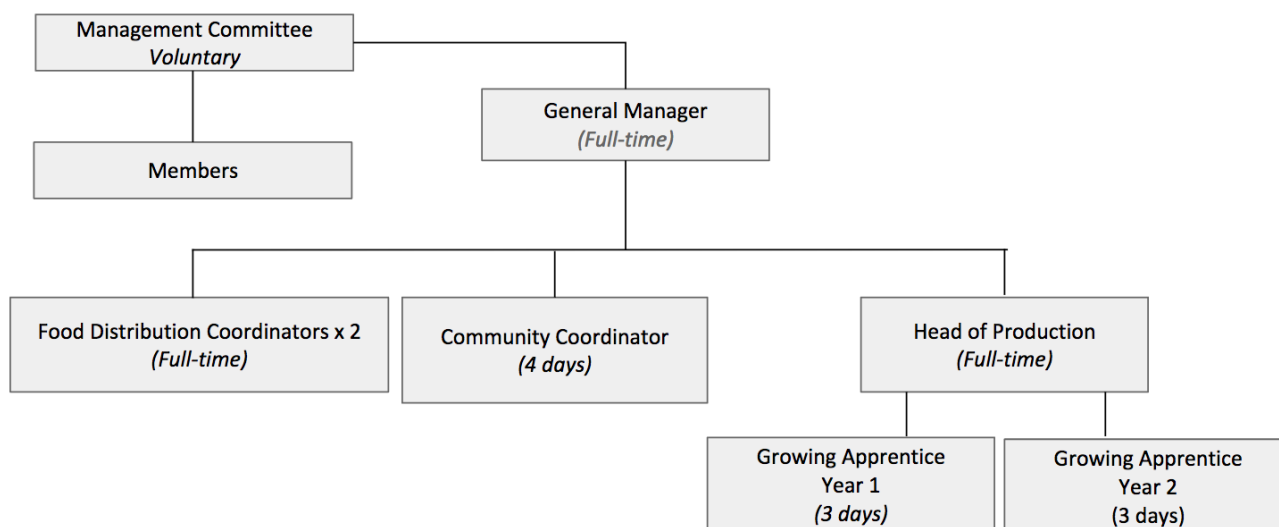 Management Committee
Voluntary
General Manager
(Full-time)
Members
Food Distribution Coordinators x 2
(Full-time)
Community Coordinator
(4 days)
Head of Production
(Full-time)
Growing Apprentice
Year 1
(3 days)
Growing Apprentice
Year 2
(3 days)